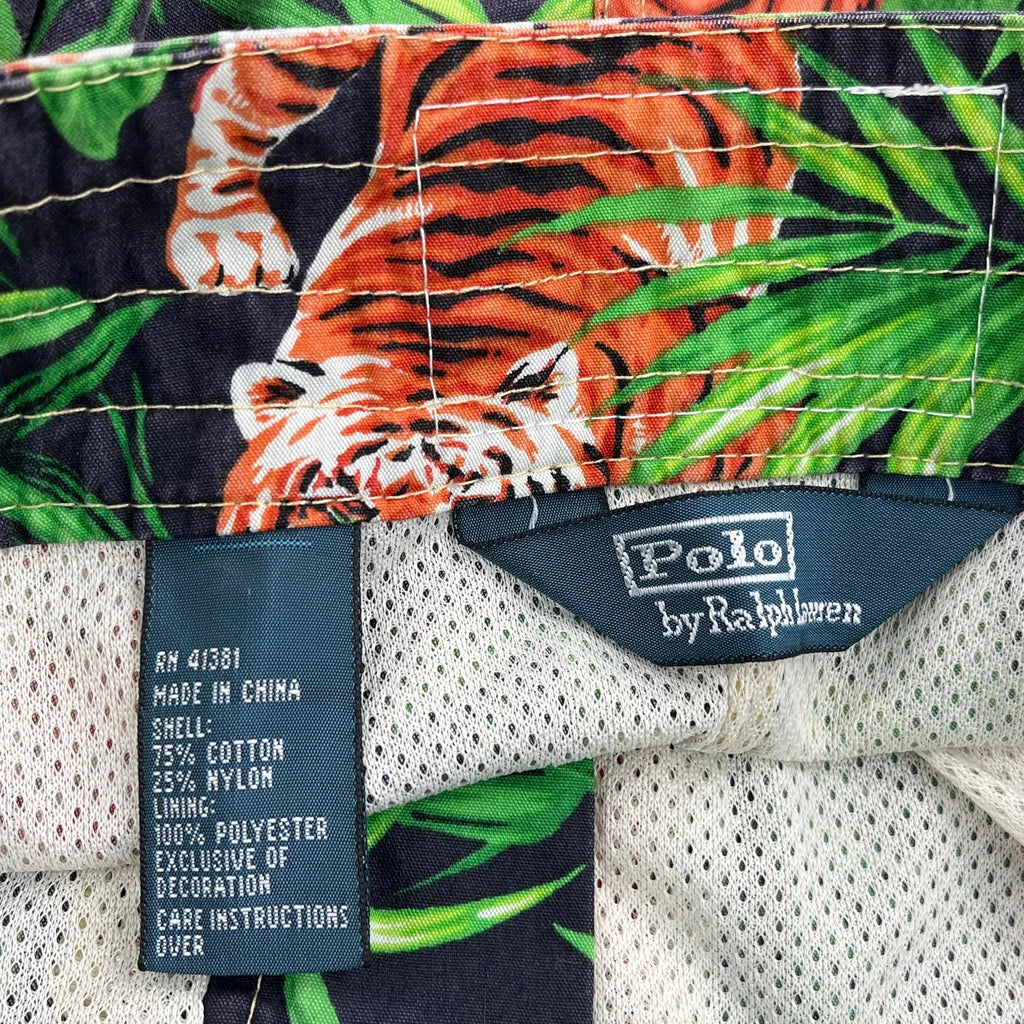 Polo
by Ralph Lauren
RN 41381
MADE IN CHINA
SHELL:
75% COTTON
25% NYLON
LINING:
100% POLYESTER
EXCLUSIVE OF
DECORATION
CARE INSTRUCTIONS
OVER